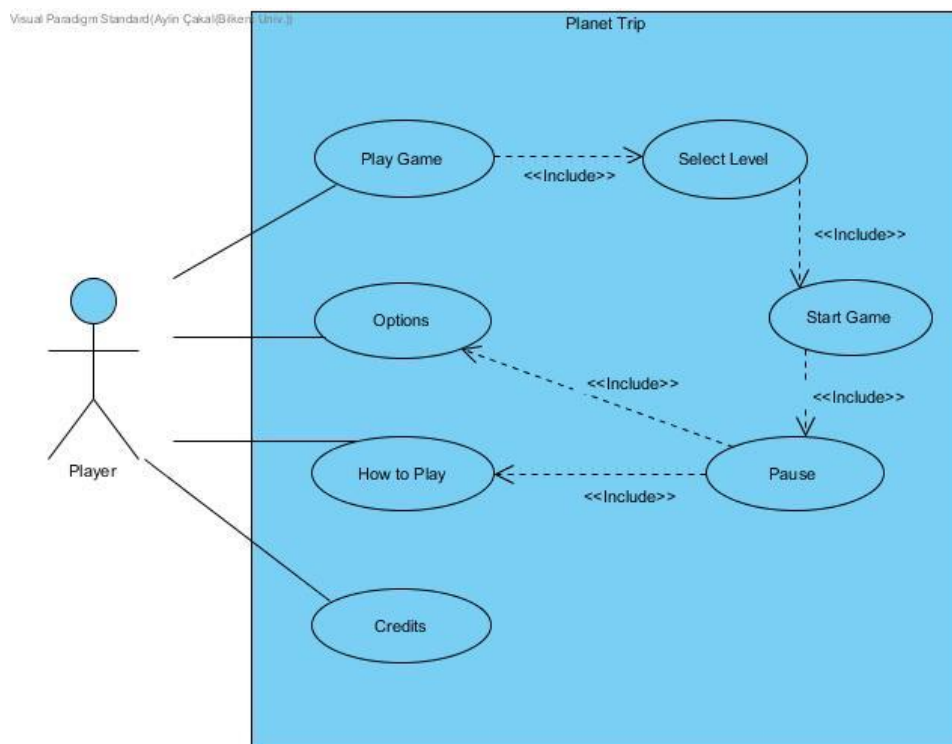 Visual Paradigm Standard(Aylin Çakal(Bilkent Univ.))
Planet Trip
Play Game
<<Include>>
Select Level
<<Include>>
Options
Start Game
<<Include>>
<<Include>>
Player
How to Play
<<Include>>
Pause
Credits